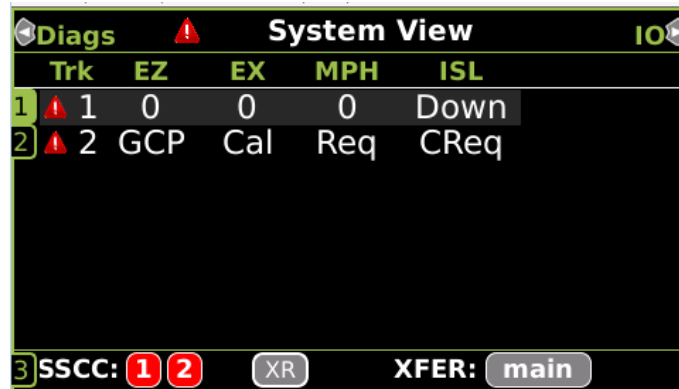 Diags System View IO
Trk EZ EX MPH ISL
1 1 0 0 0 Down
2 2 GCP Cal Req CReq
3 SSCC: 1 2 XR XFER: main